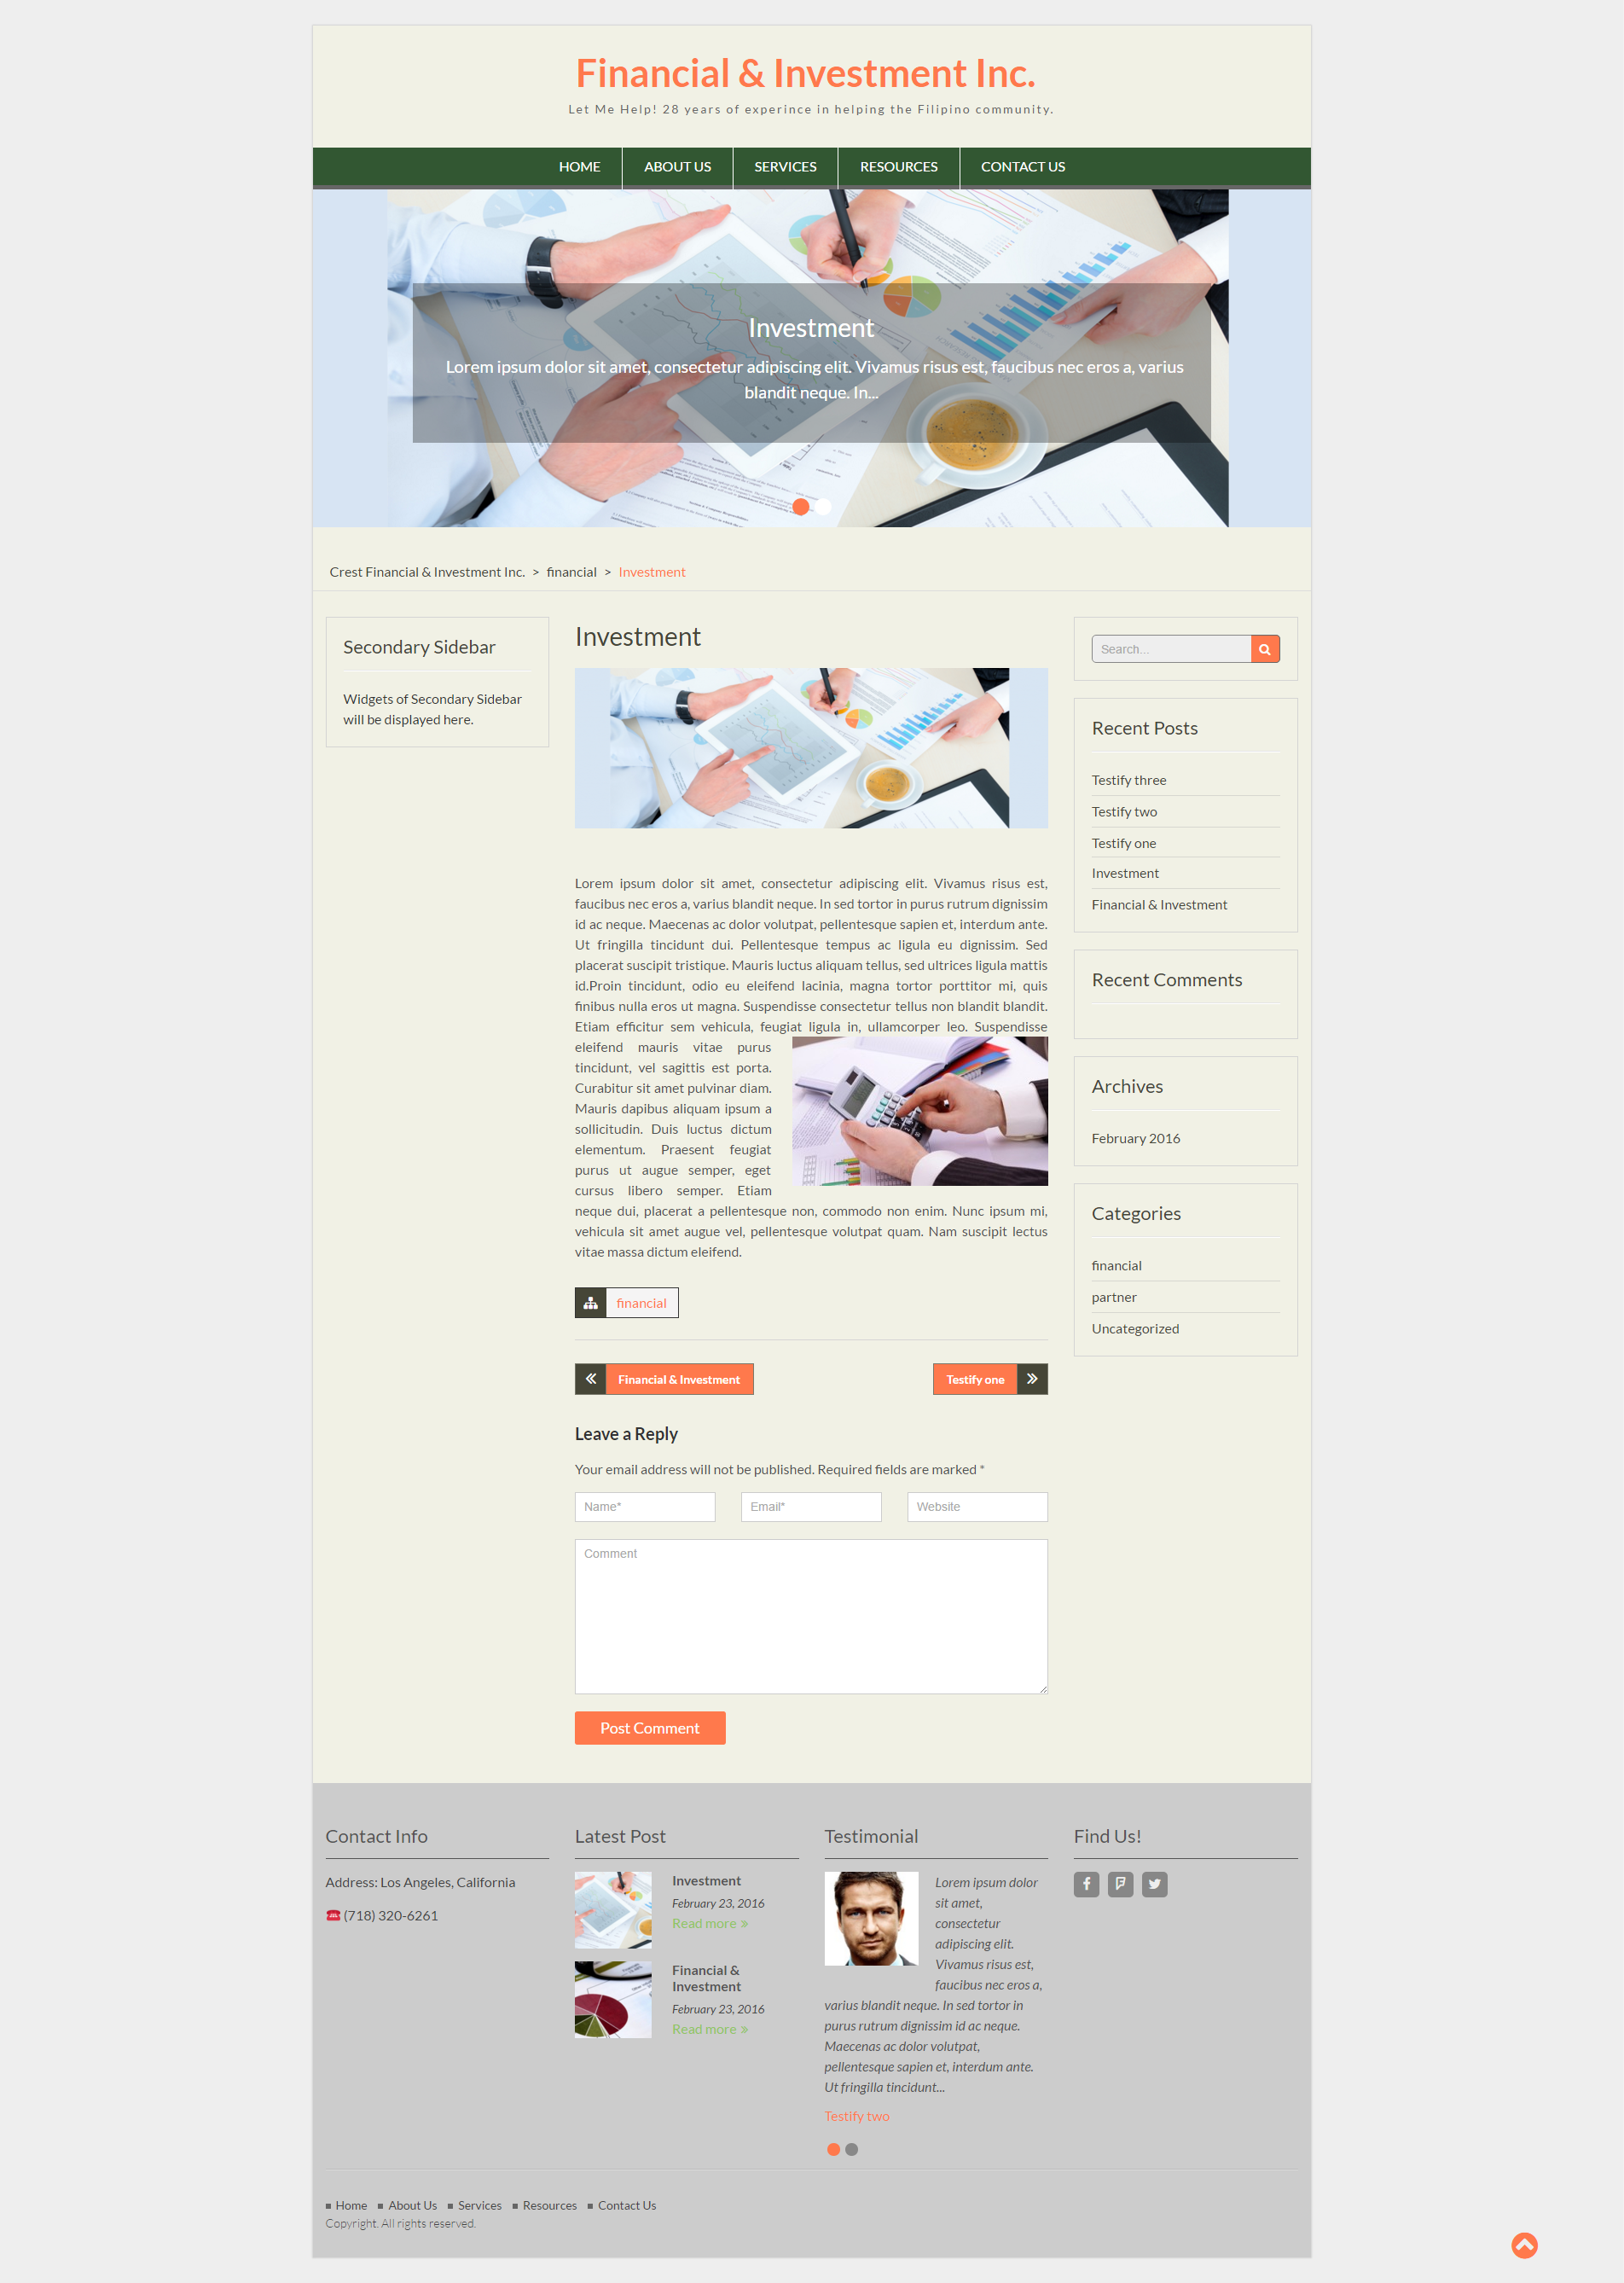 Financial & Investment Inc.
Let Me Help! 28 years of experince in helping the Filipino community.
HOME
ABOUT US
SERVICES
RESOURCES
CONTACT US
Investment
Lorem ipsum dolor sit amet, consectetur adipiscing elit. Vivamus risus est, faucibus nec eros a, varius
blandit neque. In...
Crest Financial & Investment Inc. > financial > Investment
Secondary Sidebar
Widgets of Secondary Sidebar
will be displayed here.
Investment
Lorem ipsum dolor sit amet, consectetur adipiscing elit. Vivamus risus est,
faucibus nec eros a, varius blandit neque. In sed tortor in purus rutrum dignissim
id ac neque. Maecenas ac dolor volutpat, pellentesque sapien et, interdum ante.
Ut fringilla tincidunt dui. Pellentesque tempus ac ligula eu dignissim. Sed
placerat suscipit tristique. Mauris luctus aliquam tellus, sed ultrices ligula mattis
id.Proin tincidunt, odio eu eleifend lacinia, magna tortor porttitor mi, quis
finibus nulla eros ut magna. Suspendisse consectetur tellus non blandit blandit.
Etiam efficitur sem vehicula, feugiat ligula in, ullamcorper leo. Suspendisse
eleifend mauris vitae purus
tincidunt, vel sagittis est porta.
Curabitur sit amet pulvinar diam.
Mauris dapibus aliquam ipsum a
sollicitudin. Duis luctus dictum
elementum. Praesent feugiat
purus ut augue semper, eget
cursus libero semper. Etiam
neque dui, placerat a pellentesque non, commodo non enim. Nunc ipsum mi,
vehicula sit amet augue vel, pellentesque volutpat quam. Nam suscipit lectus
vitae massa dictum eleifend.
financial
Financial & Investment
Testify one
Leave a Reply
Your email address will not be published. Required fields are marked *
Name*
Email*
Website
Comment
Post Comment
Search...
Recent Posts
Testify three
Testify two
Testify one
Investment
Financial & Investment
Recent Comments
Archives
February 2016
Categories
financial
partner
Uncategorized
Contact Info
Address: Los Angeles, California
(718) 320-6261
Latest Post
Investment
February 23, 2016
Read more »
Financial &
Investment
February 23, 2016
Read more »
Testimonial
Lorem ipsum dolor
sit amet,
consectetur
adipiscing elit.
Vivamus risus est,
faucibus nec eros a,
varius blandit neque. In sed tortor in
purus rutrum dignissim id ac neque.
Maecenas ac dolor volutpat,
pellentesque sapien et, interdum ante.
Ut fringilla tincidunt...
Testify two
Find Us!
Home
About Us
Services
Resources
Contact Us
Copyright. All rights reserved.